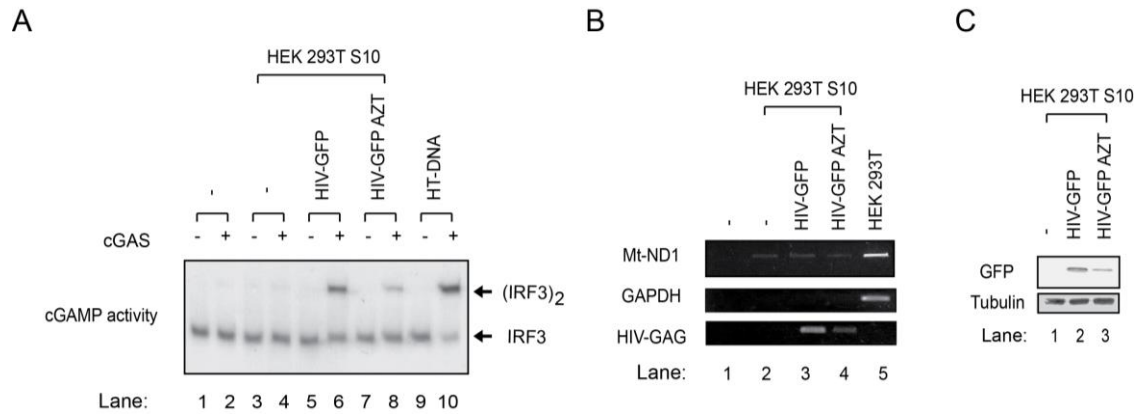 A
HEK 293T S10
- - HIV-GFP HIV-GFP AZT HT-DNA
cGAS - + - + - + - + - +
cGAMP activity
(IRF3)2
IRF3
Lane: 1 2 3 4 5 6 7 8 9 10
B
HEK 293T S10
- - HIV-GFP HIV-GFP AZT HEK 293T
Mt-ND1
GAPDH
HIV-GAG
Lane: 1 2 3 4 5
C
HEK 293T S10
- HIV-GFP HIV-GFP AZT
GFP
Tubulin
Lane: 1 2 3